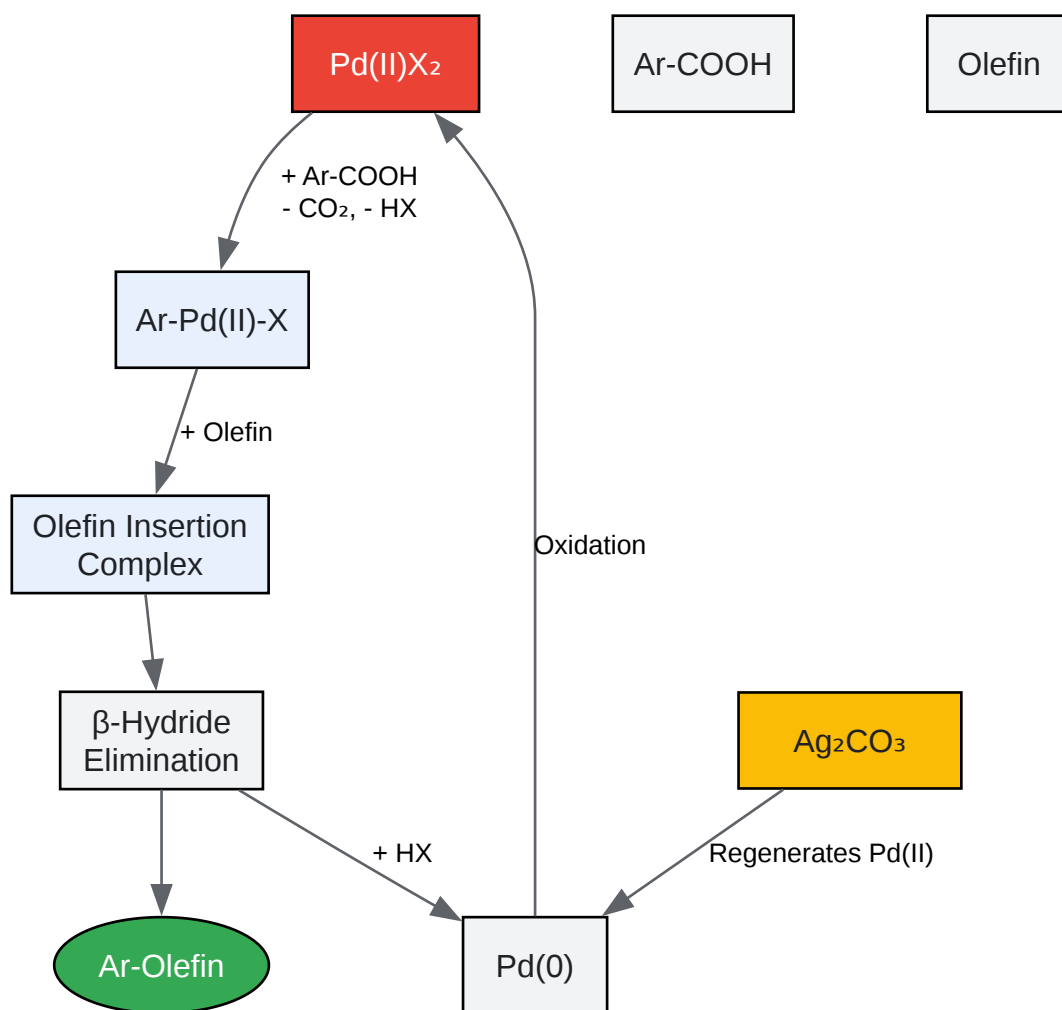 Pd(II)X₂
Ar-COOH
Olefin
+ Ar-COOH
- CO₂, - HX
Ar-Pd(II)-X
+ Olefin
Olefin Insertion
Complex
Oxidation
β-Hydride
Elimination
Ag₂CO₃
+ HX
Regenerates Pd(II)
Ar-Olefin
Pd(0)